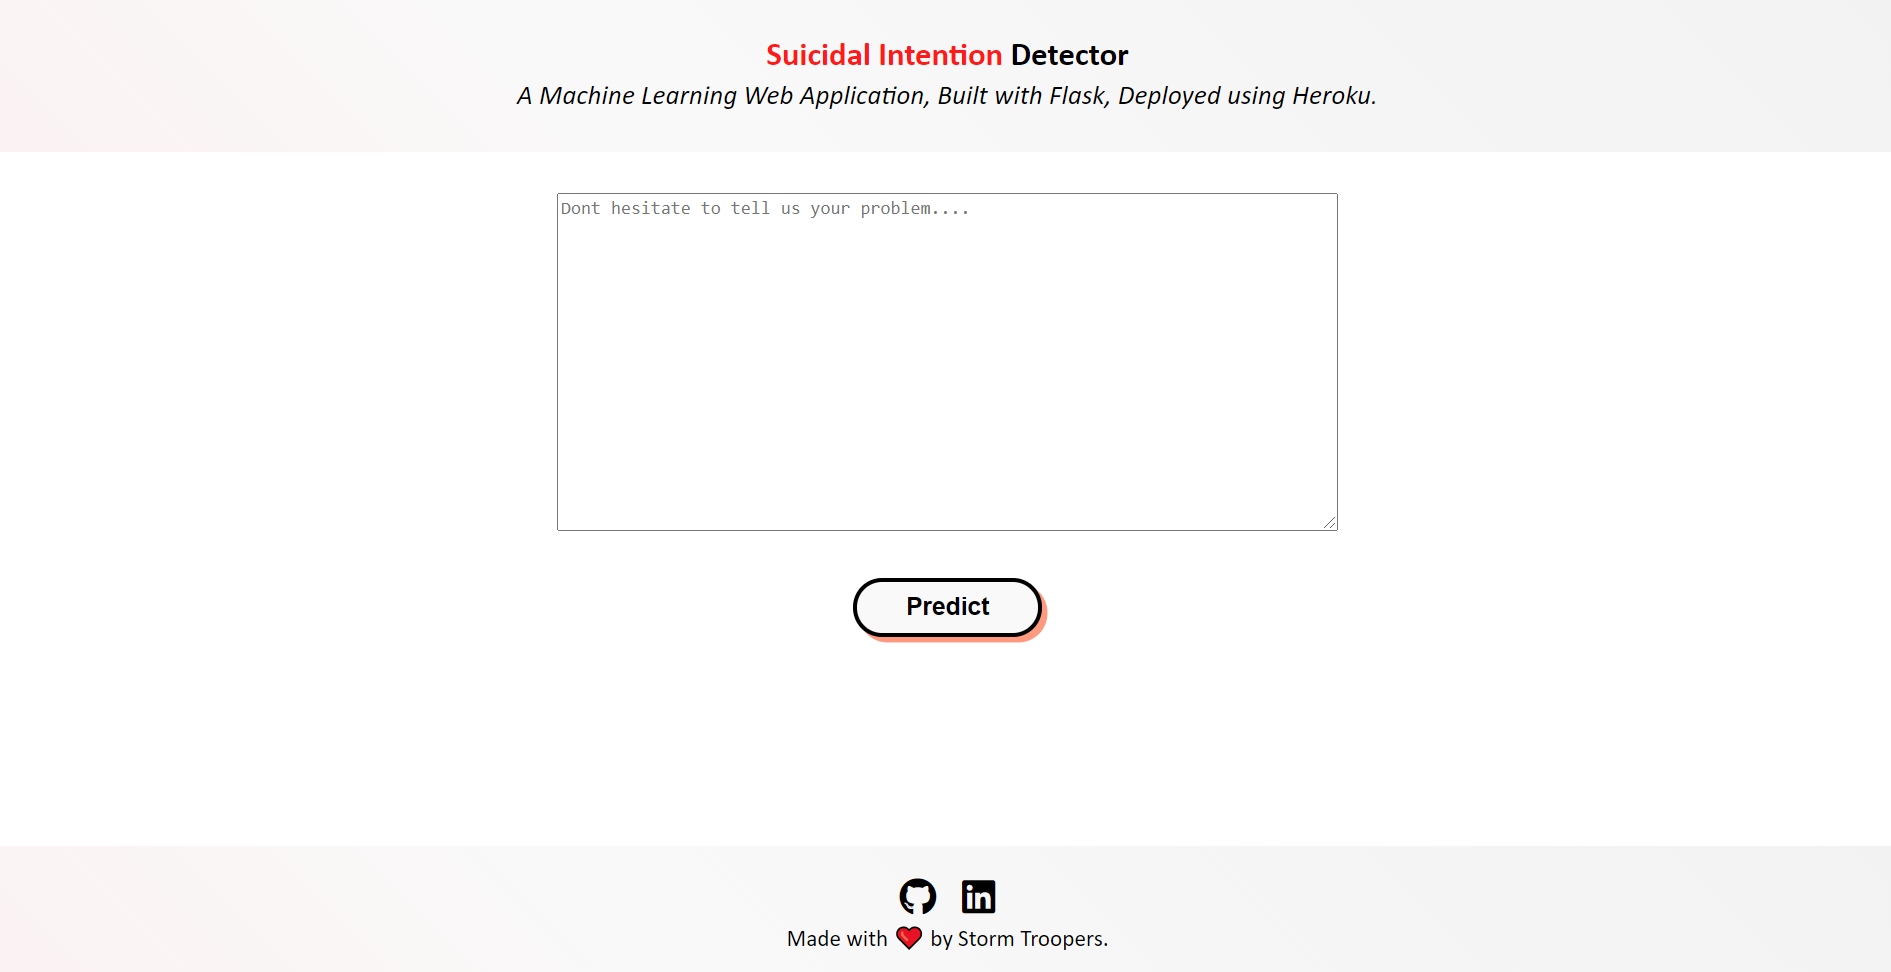 Suicidal Intention Detector
A Machine Learning Web Application, Built with Flask, Deployed using Heroku.
Dont hesitate to tell us your problem....
Predict
in
Made with ❤ by Storm Troopers.